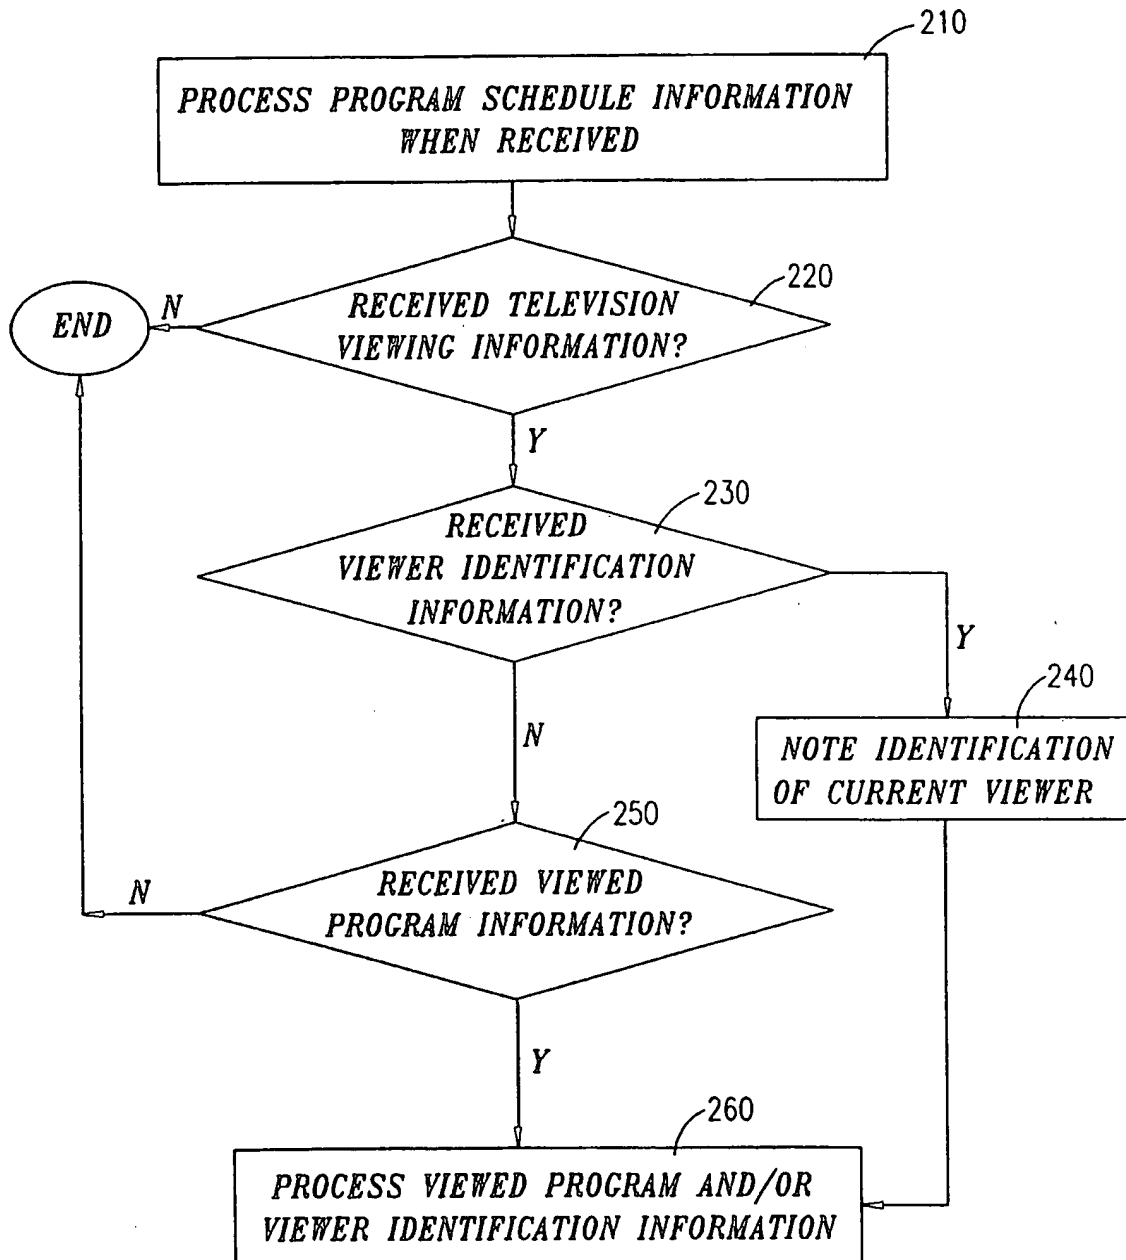 210
PROCESS PROGRAM SCHEDULE INFORMATION
WHEN RECEIVED
220
RECEIVED TELEVISION
VIEWING INFORMATION?
N
END
Y
230
RECEIVED
VIEWER IDENTIFICATION
INFORMATION?
Y
240
NOTE IDENTIFICATION
OF CURRENT VIEWER
N
250
RECEIVED VIEWED
PROGRAM INFORMATION?
N
Y
260
PROCESS VIEWED PROGRAM AND/OR
VIEWER IDENTIFICATION INFORMATION